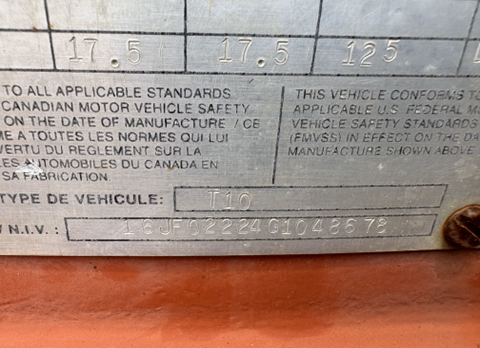 17.5 17.5 125
TO ALL APPLICABLE STANDARDS
CANADIAN MOTOR VEHICLE SAFETY
ON THE DATE OF MANUFACTURE / CE
ME A TOUTES LES NORMES QUI LUI
VERTU DU REGLEMENT SUR LA
LES AUTOMOBILES DU CANADA EN
SA FABRICATION.
THIS VEHICLE CONFORMS TO
APPLICABLE U.S. FEDERAL M
VEHICLE SAFETY STANDARDS
(FMVSS) IN EFFECT ON THE DA
MANUFACTURE SHOWN ABOVE
TYPE DE VEHICULE: T10
N.I.V. : 16JF02224G1048678